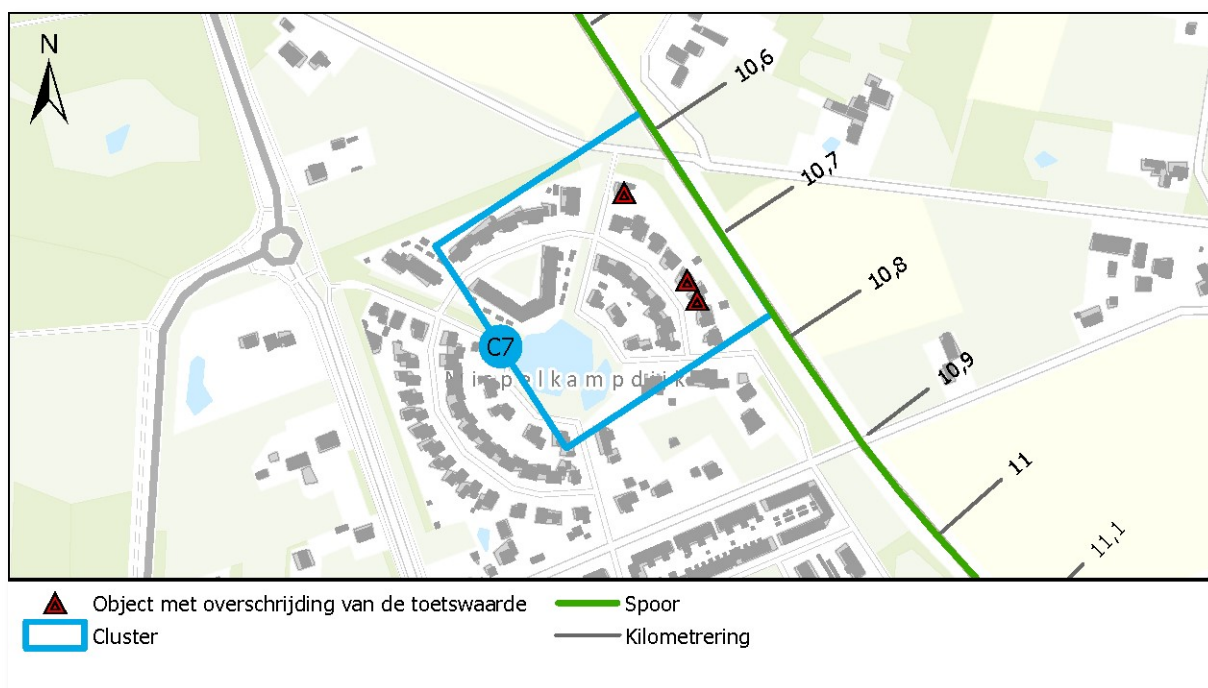 N
10,6
10,7
10,8
10,9
11
11,1
C7
Nispelkampdijk
Object met overschrijding van de toetswaarde
Spoor
Cluster
Kilometrering